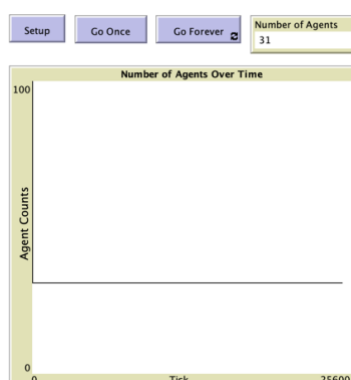 Setup
Go Once
Go Forever
Number of Agents
31
Number of Agents Over Time
100
Agent Counts
0
0
Tick
25600